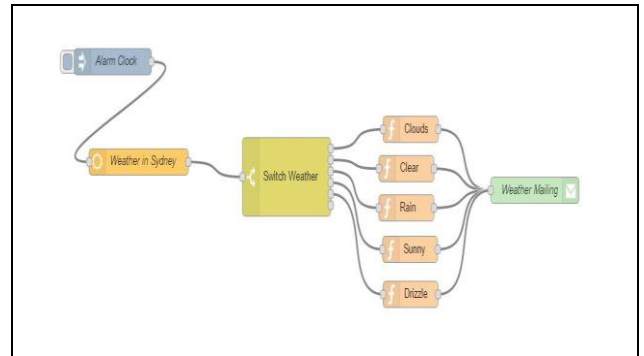 Alarm Clock
Weather in Sydney
Switch Weather
Clouds
Clear
Rain
Sunny
Drizzle
Weather Mailing